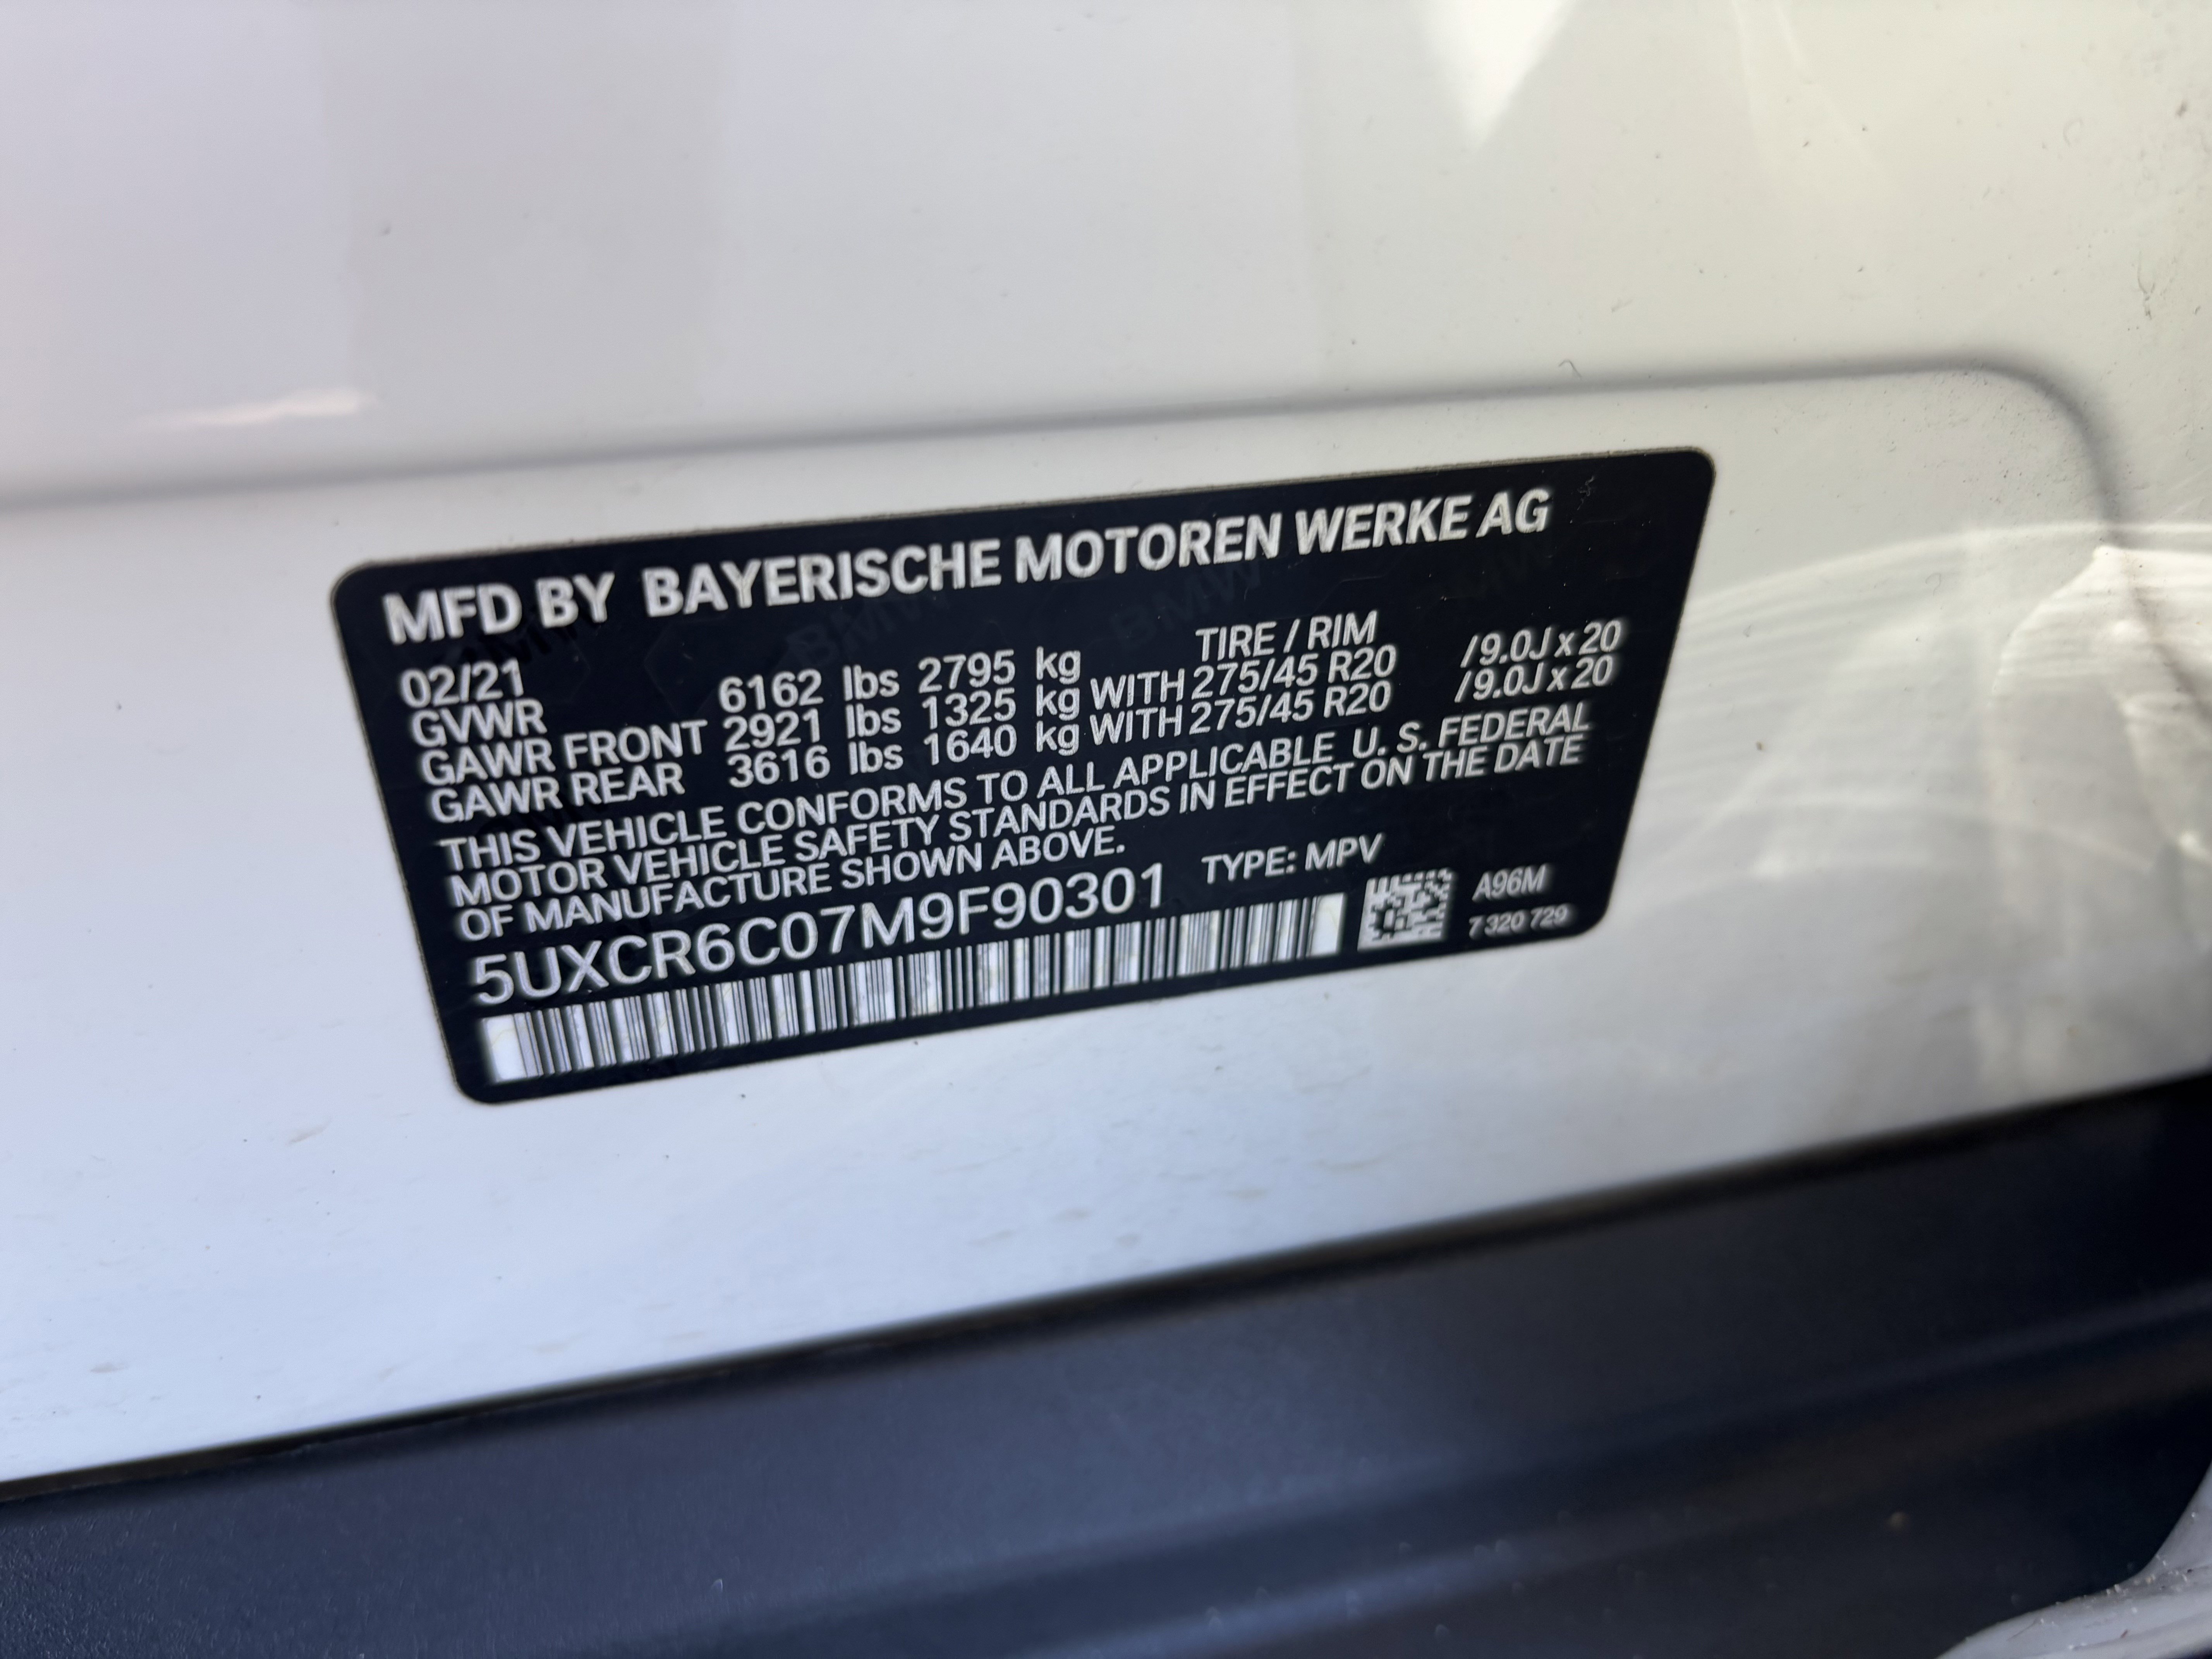 MFD BY BAYERISCHE MOTOREN WERKE AG
02/21 TIRE / RIM
GVWR 6162 lbs 2795 kg
GAWR FRONT 2921 lbs 1325 kg WITH 275/45 R20 /9.0J x 20
GAWR REAR 3616 lbs 1640 kg WITH 275/45 R20 /9.0J x 20
THIS VEHICLE CONFORMS TO ALL APPLICABLE U. S. FEDERAL
MOTOR VEHICLE SAFETY STANDARDS IN EFFECT ON THE DATE
OF MANUFACTURE SHOWN ABOVE.
5UXCR6C07M9F90301 TYPE: MPV
A96M
7 320 729